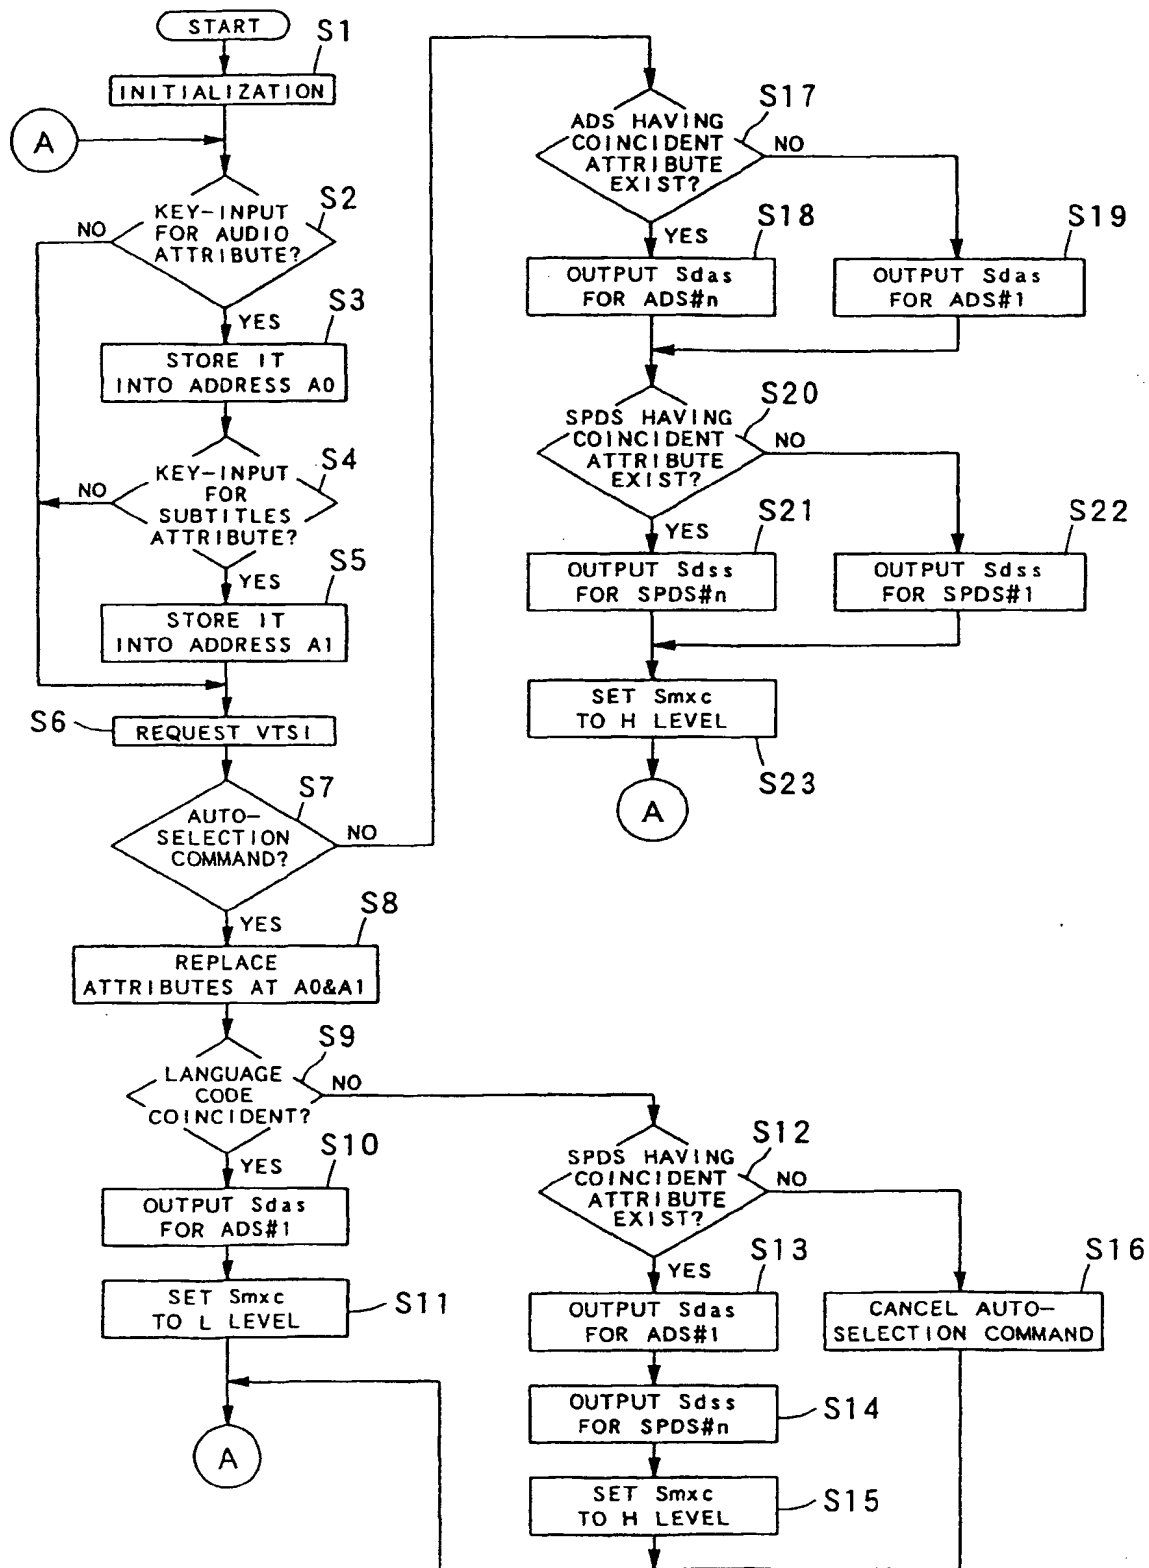 START
S1
INITIALIZATION
A
S2
KEY-INPUT
FOR AUDIO
ATTRIBUTE?
NO
YES
S3
STORE IT
INTO ADDRESS A0
S4
KEY-INPUT
FOR
SUBTITLES
ATTRIBUTE?
NO
YES
S5
STORE IT
INTO ADDRESS A1
S6
REQUEST VTSI
S7
AUTO-
SELECTION
COMMAND?
NO
YES
S8
REPLACE
ATTRIBUTES AT A0&A1
S9
LANGUAGE
CODE
COINCIDENT?
NO
YES
S10
OUTPUT Sdas
FOR ADS#1
S11
SET Smxc
TO L LEVEL
A
S12
SPDS HAVING
COINCIDENT
ATTRIBUTE
EXIST?
NO
YES
S13
OUTPUT Sdas
FOR ADS#1
S14
OUTPUT Sdss
FOR SPDS#n
S15
SET Smxc
TO H LEVEL
S16
CANCEL AUTO-
SELECTION COMMAND
S17
ADS HAVING
COINCIDENT
ATTRIBUTE
EXIST?
NO
YES
S18
OUTPUT Sdas
FOR ADS#n
S19
OUTPUT Sdas
FOR ADS#1
S20
SPDS HAVING
COINCIDENT
ATTRIBUTE
EXIST?
NO
YES
S21
OUTPUT Sdss
FOR SPDS#n
S22
OUTPUT Sdss
FOR SPDS#1
SET Smxc
TO H LEVEL
S23
A